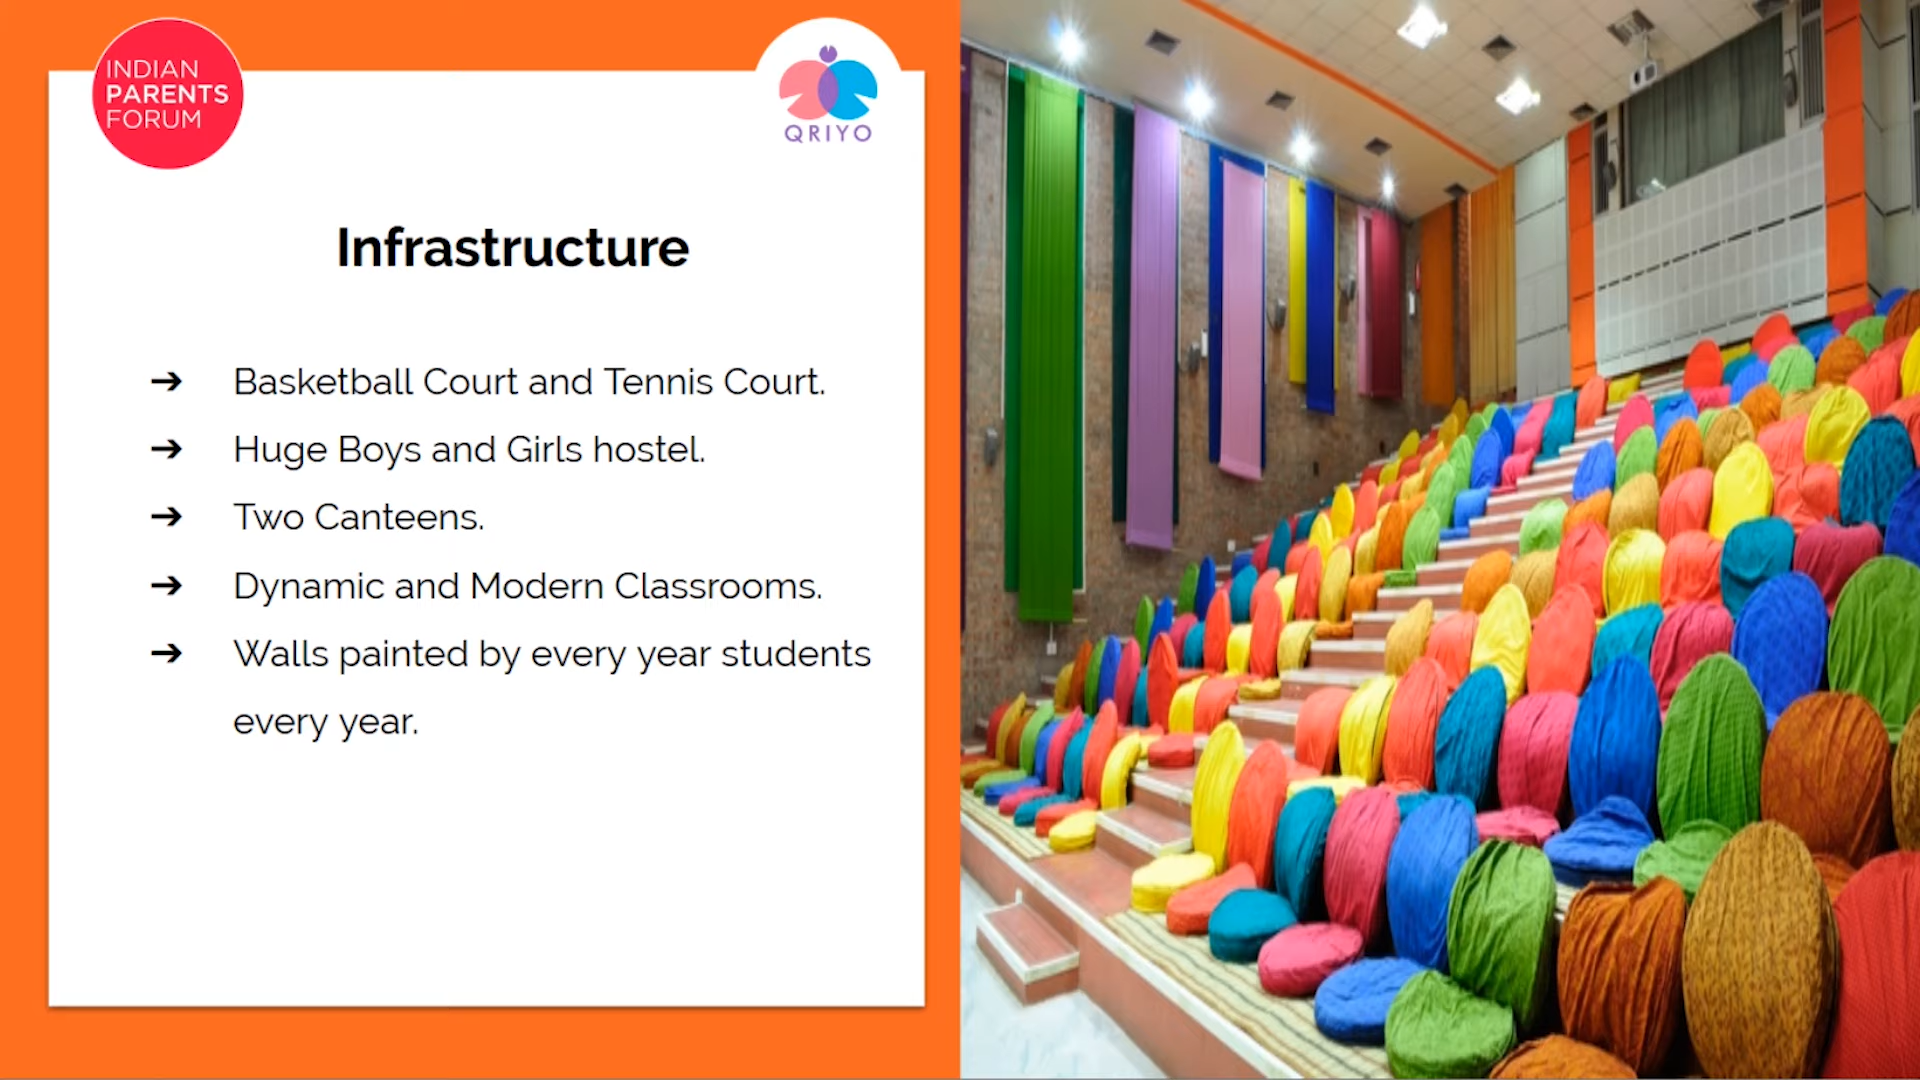 INDIAN
PARENTS
FORUM
QRIYO
Infrastructure
➔ Basketball Court and Tennis Court.
➔ Huge Boys and Girls hostel.
➔ Two Canteens.
➔ Dynamic and Modern Classrooms.
➔ Walls painted by every year students
every year.